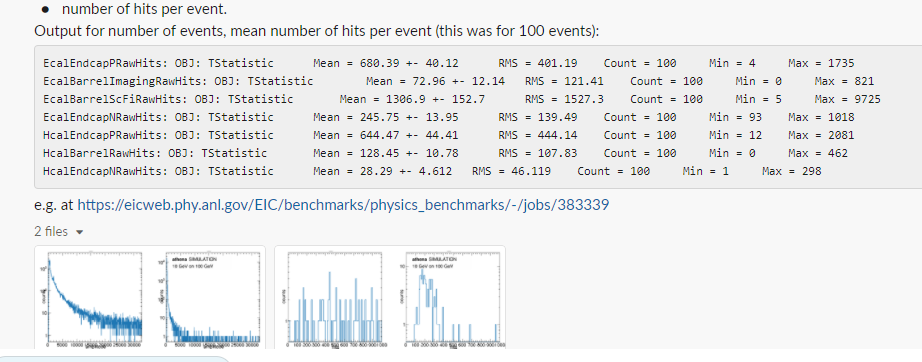 • number of hits per event.
Output for number of events, mean number of hits per event (this was for 100 events):
EcalEndcapPRawHits: OBJ: TStatistic Mean = 680.39 +- 40.12 RMS = 401.19 Count = 100 Min = 4 Max = 1735
EcalBarrelImagingRawHits: OBJ: TStatistic Mean = 72.96 +- 12.14 RMS = 121.41 Count = 100 Min = 0 Max = 821
EcalBarrelScFiRawHits: OBJ: TStatistic Mean = 1306.9 +- 152.7 RMS = 1527.3 Count = 100 Min = 5 Max = 9725
EcalEndcapNRawHits: OBJ: TStatistic Mean = 245.75 +- 13.95 RMS = 139.49 Count = 100 Min = 93 Max = 1018
HcalEndcapPRawHits: OBJ: TStatistic Mean = 644.47 +- 44.41 RMS = 444.14 Count = 100 Min = 12 Max = 2081
HcalBarrelRawHits: OBJ: TStatistic Mean = 128.45 +- 10.78 RMS = 107.83 Count = 100 Min = 0 Max = 462
HcalEndcapNRawHits: OBJ: TStatistic Mean = 28.29 +- 4.612 RMS = 46.119 Count = 100 Min = 1 Max = 298
e.g. at https://eicweb.phy.anl.gov/EIC/benchmarks/physics_benchmarks/-/jobs/383339
2 files
athena SIMULATION
18 GeV on 100 GeV
athena SIMULATION
18 GeV on 100 GeV